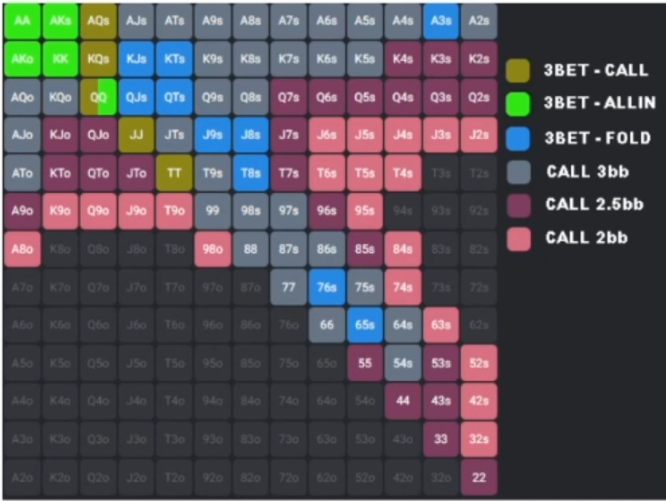 AA AKs AQs AJs ATs A9s A8s A7s A6s A5s A4s A3s A2s
AKo KK KQs KJs KTs K9s K8s K7s K6s K5s K4s K3s K2s
AQo KQo QQ QJs QTs Q9s Q8s Q7s Q6s Q5s Q4s Q3s Q2s
AJo KJo QJo JJ JTs J9s J8s J7s J6s J5s J4s J3s J2s
ATo KTo QTo JTo TT T9s T8s T7s T6s T5s T4s T3s T2s
A9o K9o Q9o J9o T9o 99 98s 97s 96s 95s 94s 93s 92s
A8o K8o Q8o J8o T8o 98o 88 87s 86s 85s 84s 83s 82s
A7o K7o Q7o J7o T7o 97o 87o 77 76s 75s 74s 73s 72s
A6o K6o Q6o J6o T6o 96o 86o 76o 66 65s 64s 63s 62s
A5o K5o Q5o J5o T5o 95o 85o 75o 65o 55 54s 53s 52s
A4o K4o Q4o J4o T4o 94o 84o 74o 64o 54o 44 43s 42s
A3o K3o Q3o J3o T3o 93o 83o 73o 63o 53o 43o 33 32s
A2o K2o Q2o J2o T2o 92o 82o 72o 62o 52o 42o 32o 22
3BET - CALL
3BET - ALLIN
3BET - FOLD
CALL 3bb
CALL 2.5bb
CALL 2bb